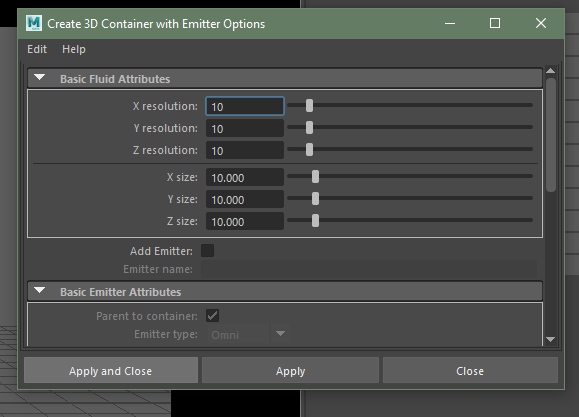 M
Create 3D Container with Emitter Options
Edit Help
Basic Fluid Attributes
X resolution: 10
Y resolution: 10
Z resolution: 10
X size: 10.000
Y size: 10.000
Z size: 10.000
Add Emitter:
Emitter name:
Basic Emitter Attributes
Parent to container:
Emitter type: Omni
Apply and Close Apply Close